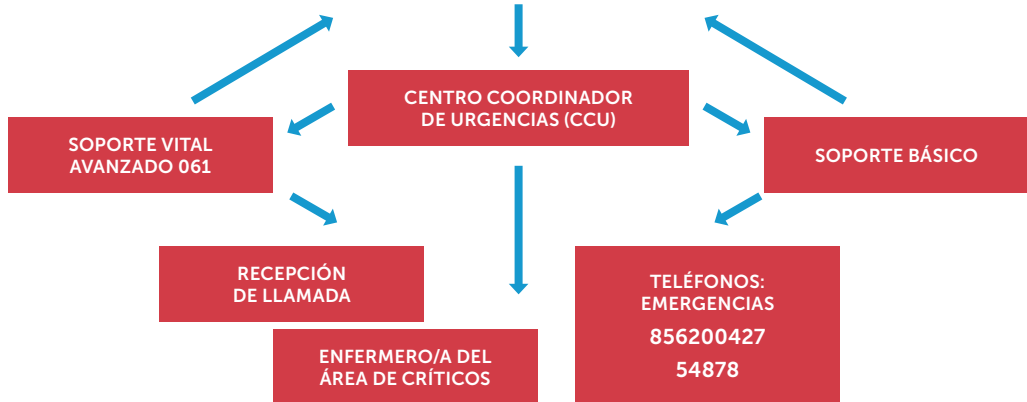 CENTRO COORDINADOR
DE URGENCIAS (CCU)
SOPORTE VITAL
AVANZADO 061
SOPORTE BÁSICO
RECEPCIÓN
DE LLAMADA
ENFERMERO/A DEL
ÁREA DE CRÍTICOS
TELÉFONOS:
EMERGENCIAS
856200427
54878